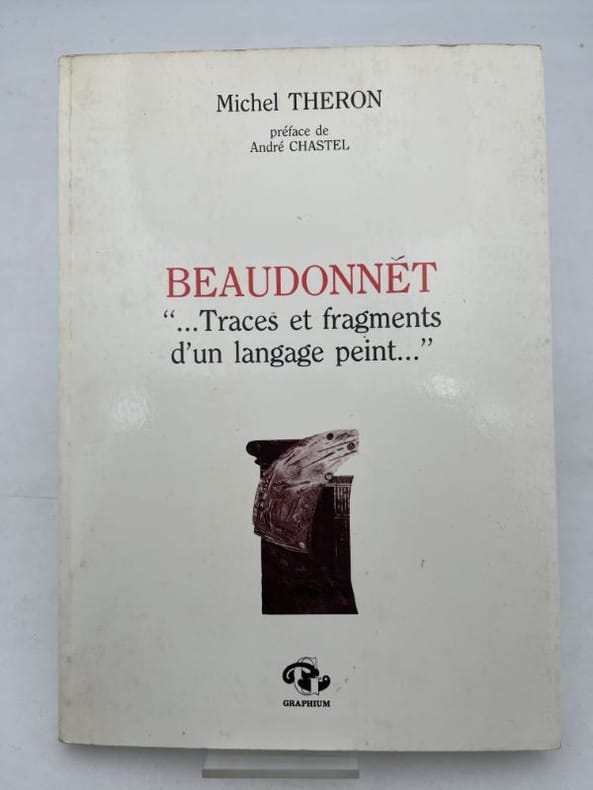 Michel THERON
préface de
André CHASTEL
BEAUDONNĚT
“...Traces et fragments
d’un langage peint...”
GRAPHIUM